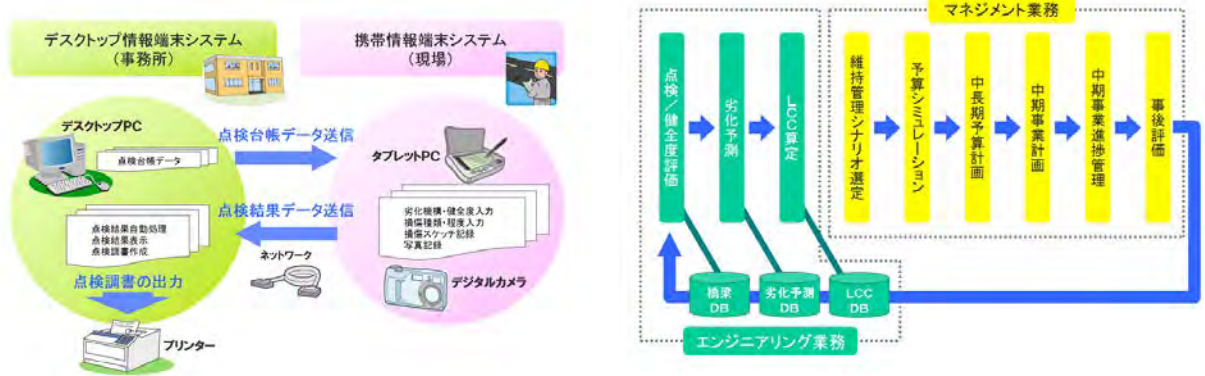 デスクトップ情報端末システム
(事務所)
携帯情報端末システム
(現場)
デスクトップPC
点検台帳データ
点検台帳データ送信
タブレットPC
点検結果データ送信
点検結果自動処理
点検結果表示
点検調書作成
劣化機構・健全度入力
損傷種類・程度入力
損傷スケッチ記録
写真記録
ネットワーク
デジタルカメラ
点検調書の出力
プリンター
マネジメント業務
点検/健全度評価
劣化予測
LCC算定
維持管理シナリオ選定
予算シミュレーション
中長期予算計画
中期事業計画
中期事業進捗管理
事後評価
橋梁
DB
劣化予測
DB
LCC
DB
エンジニアリング業務